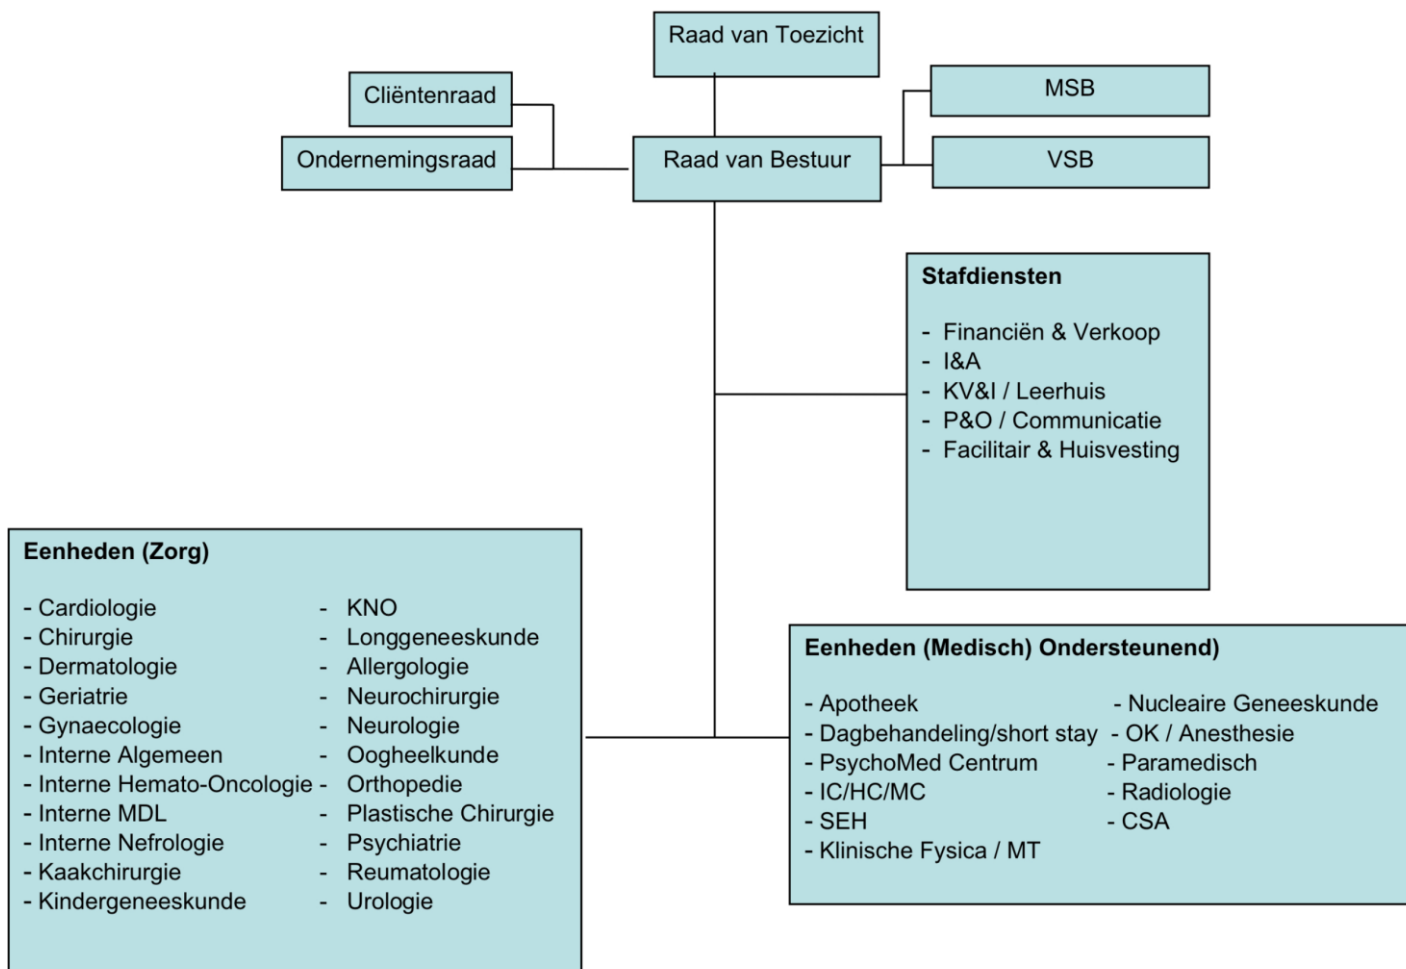 Raad van Toezicht
Cliëntenraad
MSB
Ondernemingsraad
Raad van Bestuur
VSB
Stafdiensten
- Financiën & Verkoop
- I&A
- KV&I / Leerhuis
- P&O / Communicatie
- Facilitair & Huisvesting
Eenheden (Zorg)
- Cardiologie
- Chirurgie
- Dermatologie
- Geriatrie
- Gynaecologie
- Interne Algemeen
- Interne Hemato-Oncologie
- Interne MDL
- Interne Nefrologie
- Kaakchirurgie
- Kindergeneeskunde
- KNO
- Longgeneeskunde
- Allergologie
- Neurochirurgie
- Neurologie
- Oogheelkunde
- Orthopedie
- Plastische Chirurgie
- Psychiatrie
- Reumatologie
- Urologie
Eenheden (Medisch) Ondersteunend)
- Apotheek
- Dagbehandeling/short stay
- PsychoMed Centrum
- IC/HC/MC
- SEH
- Klinische Fysica / MT
- Nucleaire Geneeskunde
- OK / Anesthesie
- Paramedisch
- Radiologie
- CSA